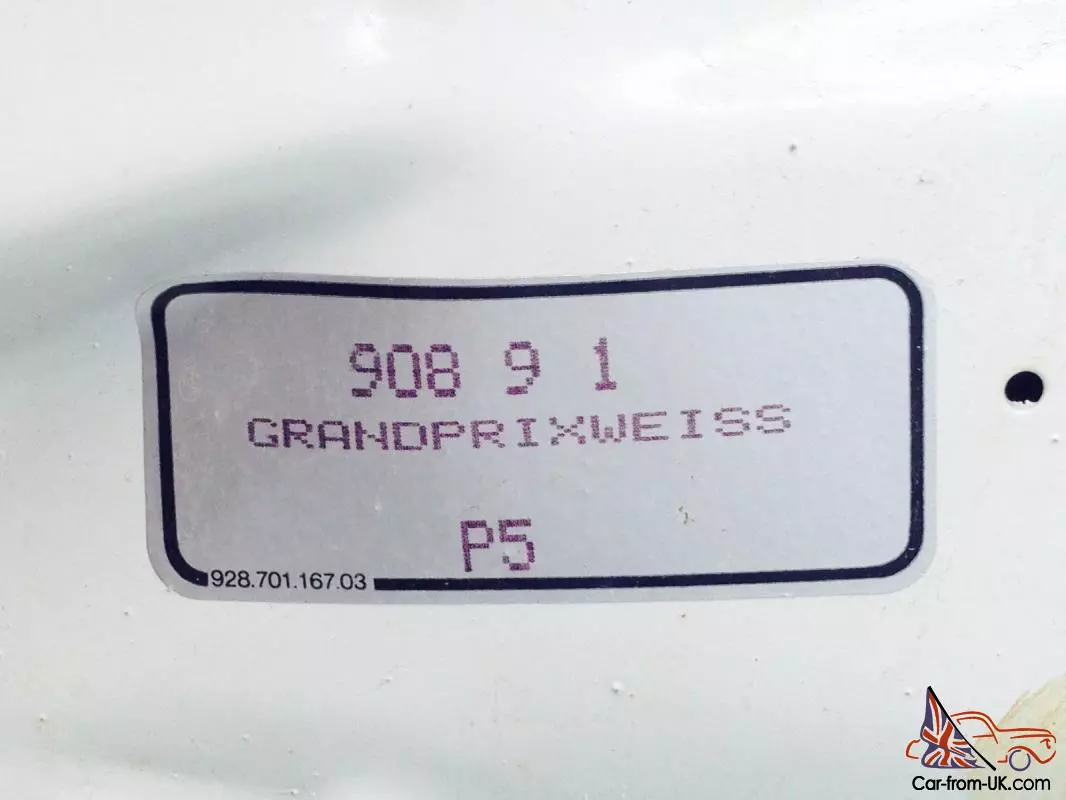 908 9 1
GRANDPRIXWEISS
P5
928.701.167.03
Car-from-UK.com